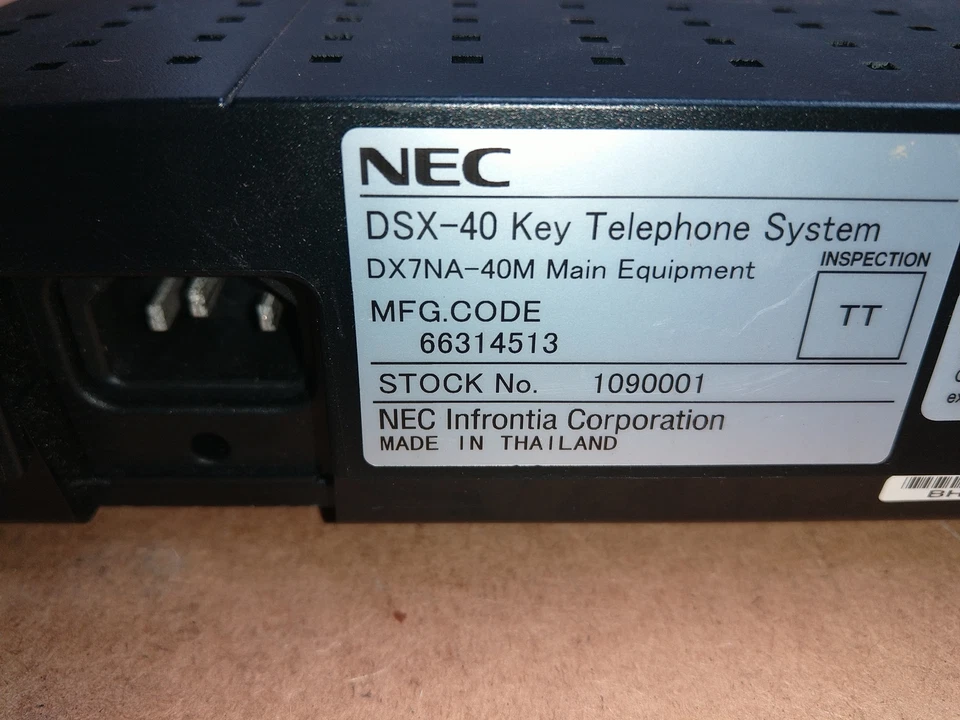 NEC
DSX-40 Key Telephone System
DX7NA-40M Main Equipment
INSPECTION
TT
MFG.CODE
66314513
STOCK No. 1090001
NEC Infrontia Corporation
MADE IN THAILAND